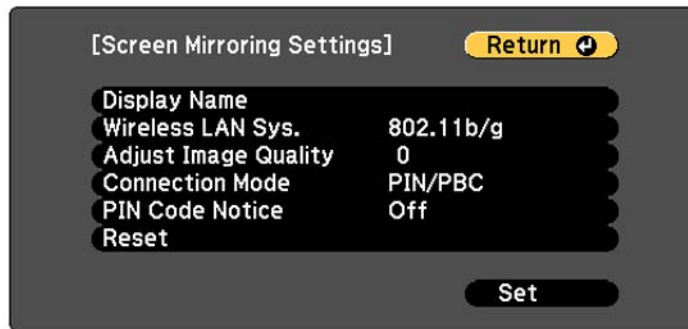 [Screen Mirroring Settings] Return
Display Name
Wireless LAN Sys. 802.11b/g
Adjust Image Quality 0
Connection Mode PIN/PBC
PIN Code Notice Off
Reset
Set